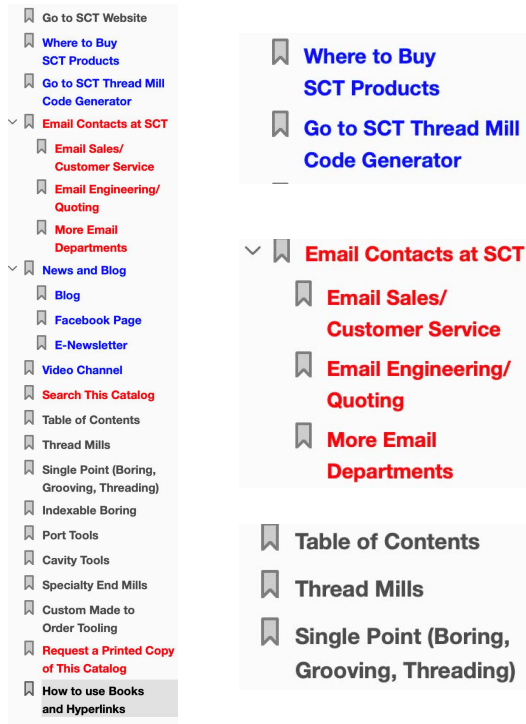 Go to SCT Website
Where to Buy
SCT Products
Go to SCT Thread Mill
Code Generator
Email Contacts at SCT
Email Sales/
Customer Service
Email Engineering/
Quoting
More Email
Departments
News and Blog
Blog
Facebook Page
E-Newsletter
Video Channel
Search This Catalog
Table of Contents
Thread Mills
Single Point (Boring,
Grooving, Threading)
Indexable Boring
Port Tools
Cavity Tools
Specialty End Mills
Custom Made to
Order Tooling
Request a Printed Copy
of This Catalog
How to use Books
and Hyperlinks
Where to Buy
SCT Products
Go to SCT Thread Mill
Code Generator
Email Contacts at SCT
Email Sales/
Customer Service
Email Engineering/
Quoting
More Email
Departments
Table of Contents
Thread Mills
Single Point (Boring,
Grooving, Threading)